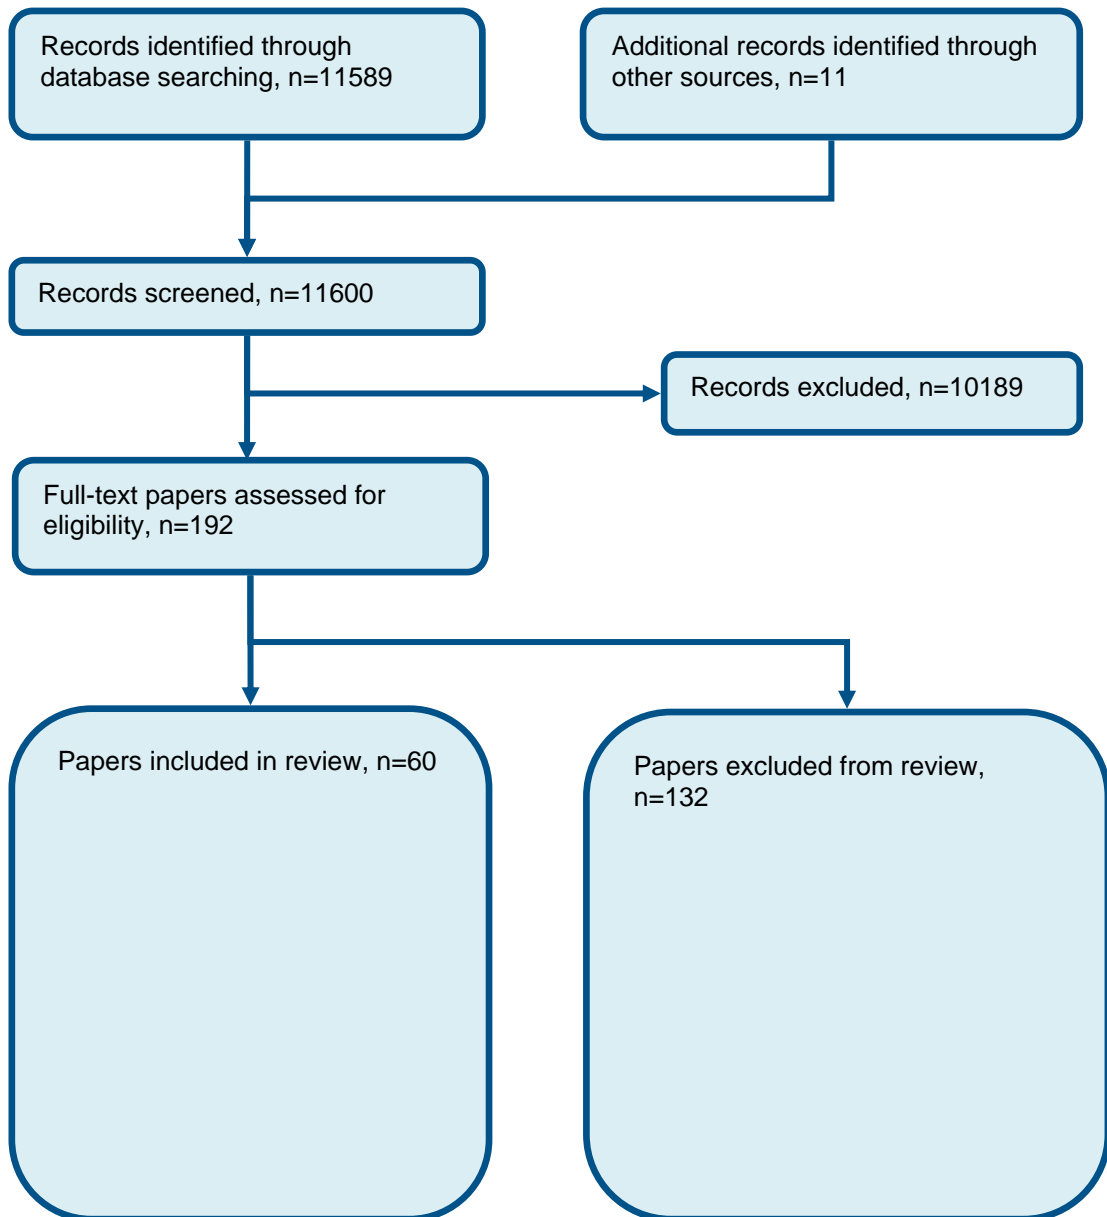 Records identified through
database searching, n=11589
Additional records identified through
other sources, n=11
Records screened, n=11600
Records excluded, n=10189
Full-text papers assessed for
eligibility, n=192
Papers included in review, n=60
Papers excluded from review,
n=132